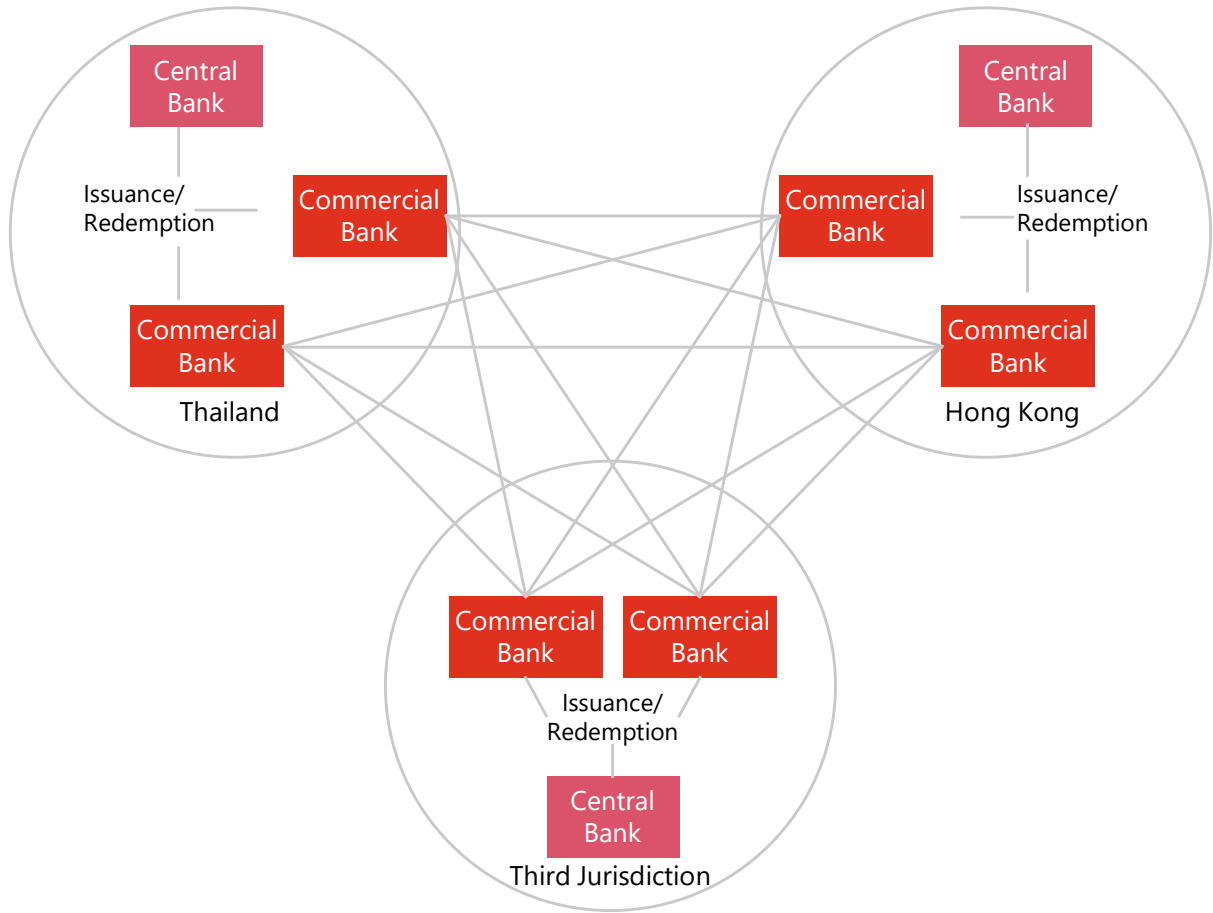 Central
Bank
Issuance/
Redemption
Commercial
Bank
Commercial
Bank
Thailand
Central
Bank
Commercial
Bank
Issuance/
Redemption
Commercial
Bank
Hong Kong
Commercial
Bank
Commercial
Bank
Issuance/
Redemption
Central
Bank
Third Jurisdiction